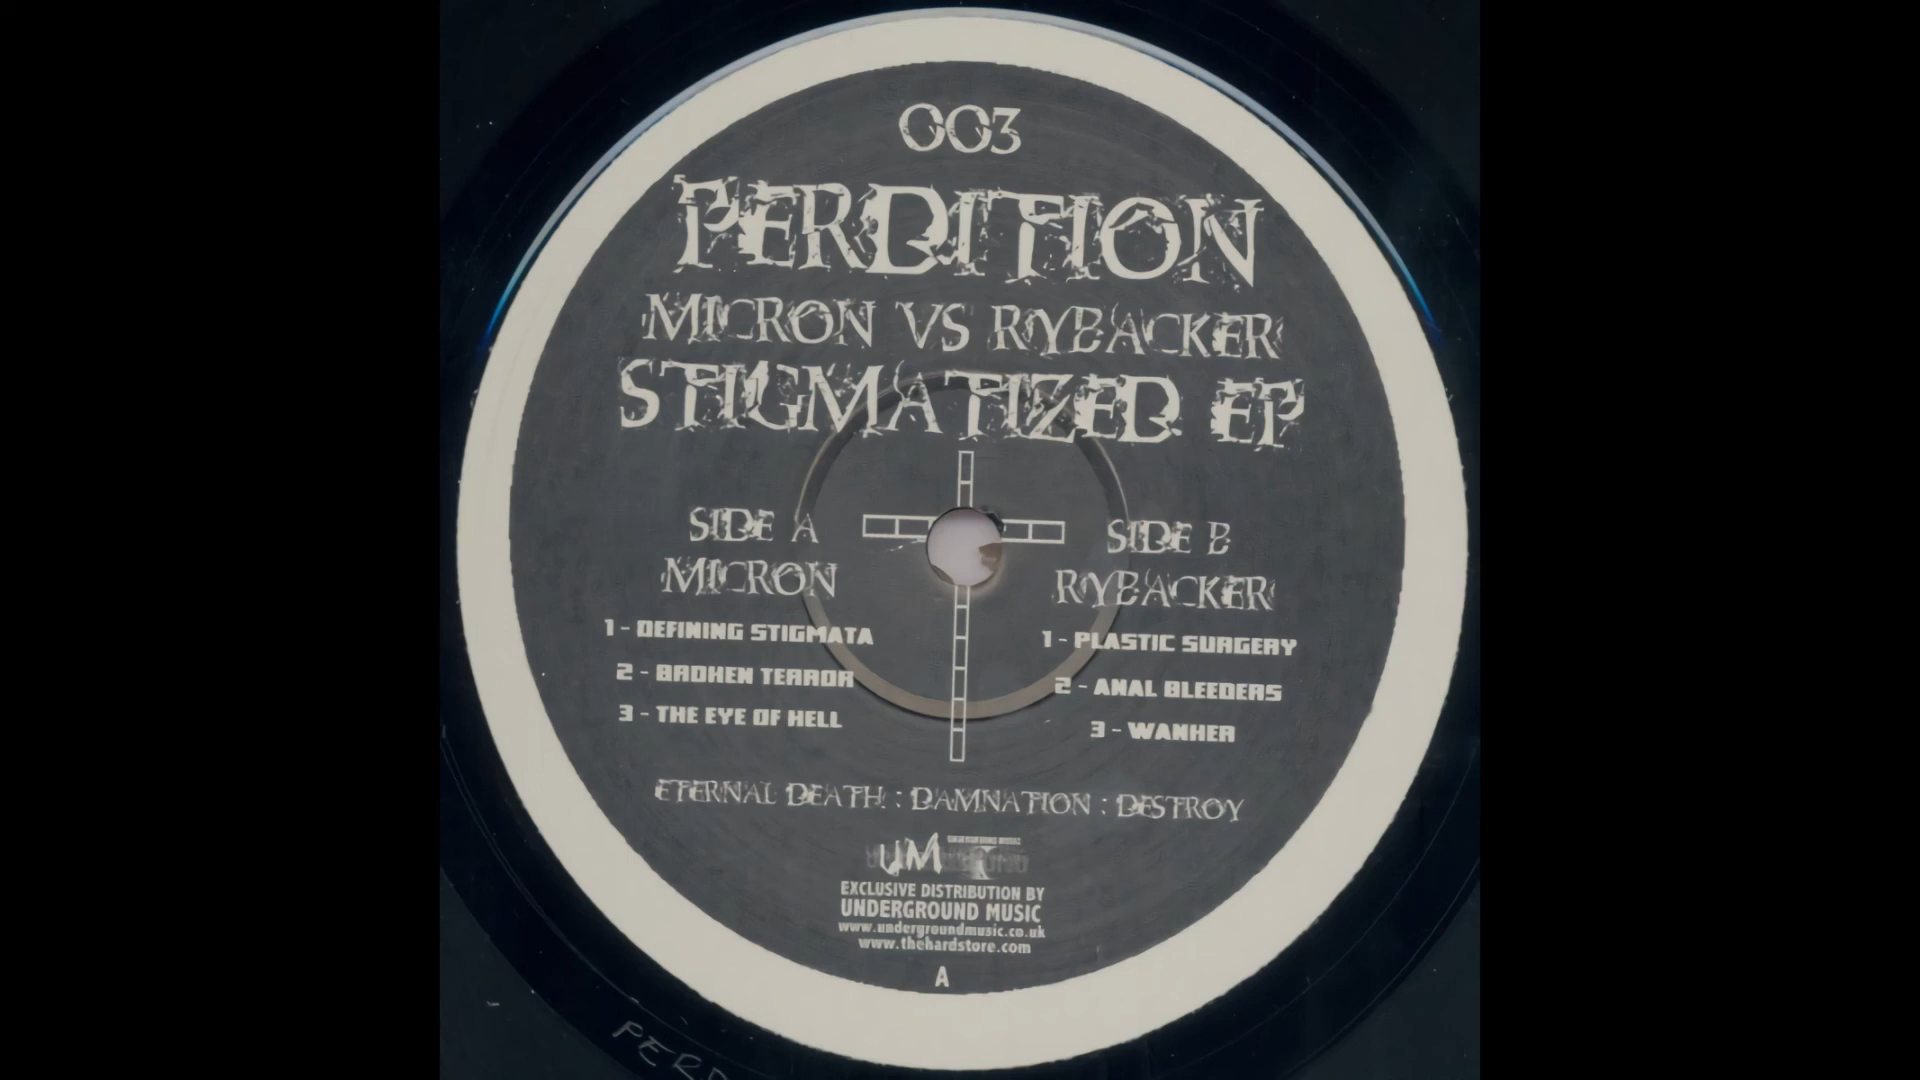 003
PERDITION
MICRON VS RYBACKER
STIGMATIZED EP
SIDE A
MICRON
1 - DEFINING STIGMATA
2 - BROKEN TERROR
3 - THE EYE OF HELL
SIDE B
RYBACKER
1 - PLASTIC SURGERY
2 - ANAL BLEEDERS
3 - WANKER
ETERNAL DEATH : DAMNATION : DESTROY
UM
EXCLUSIVE DISTRIBUTION BY
UNDERGROUND MUSIC
www.undergroundmusic.co.uk
www.thehardstore.com
A